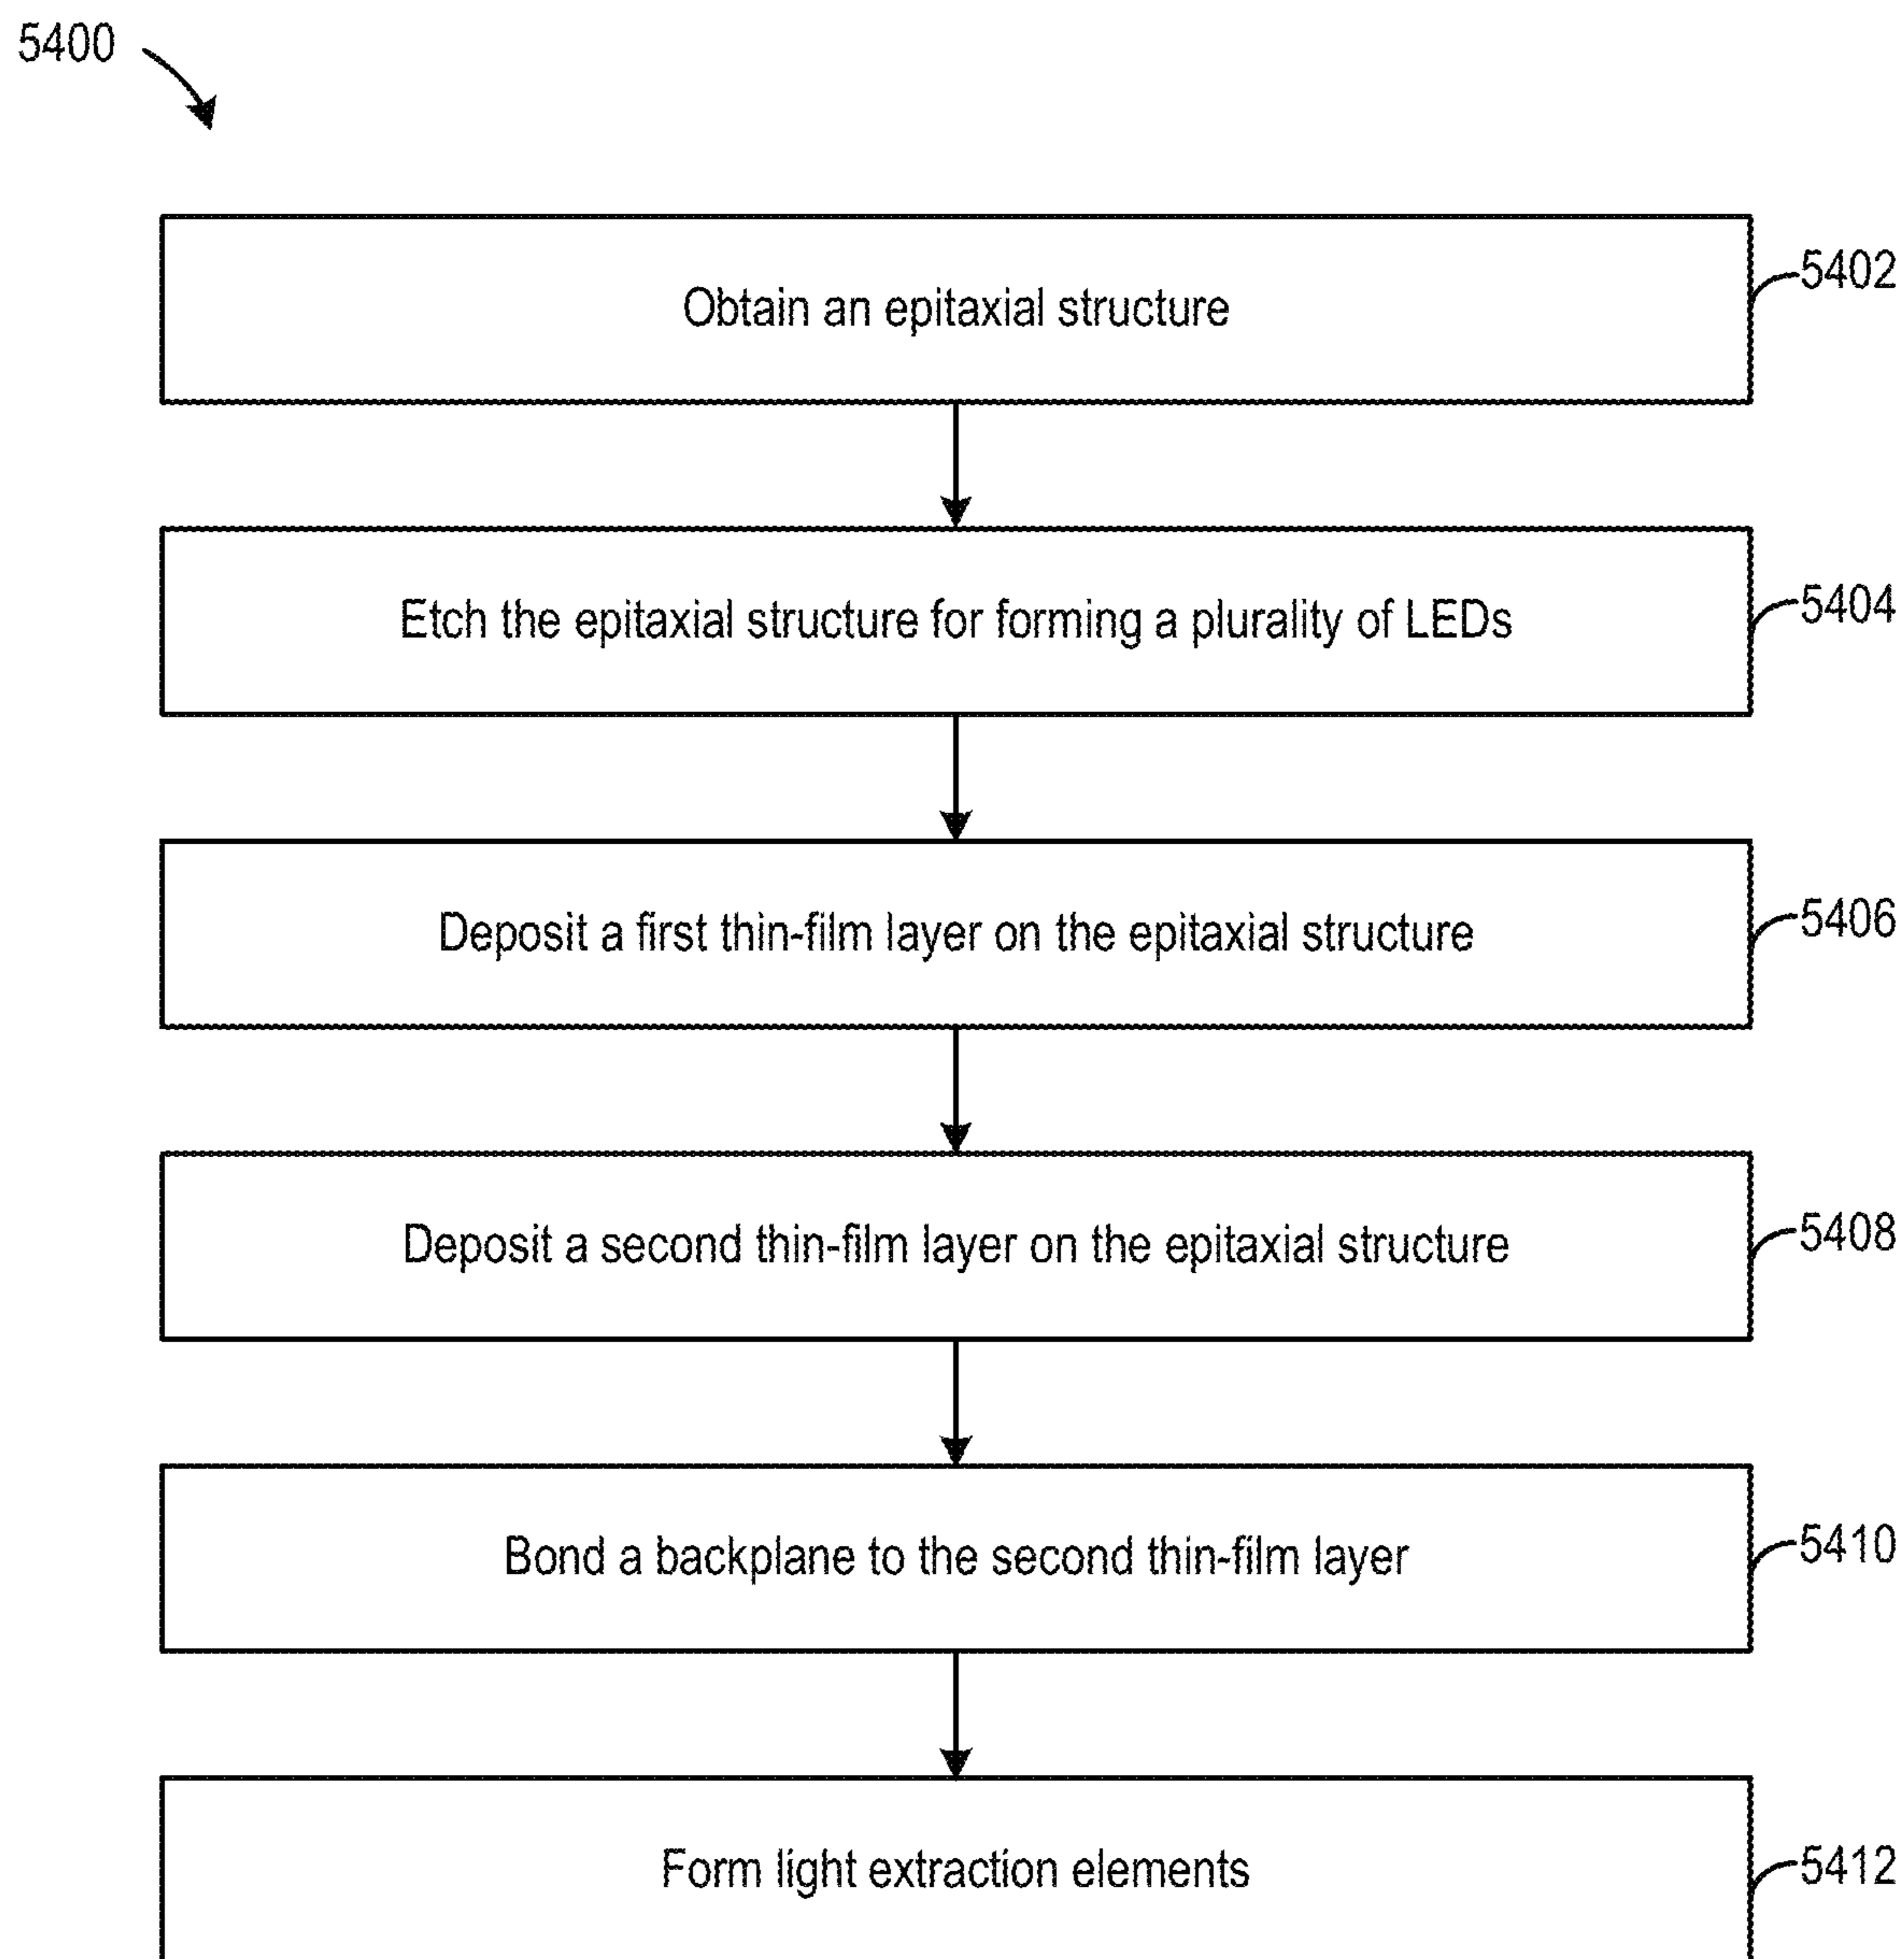 5400
Obtain an epitaxial structure
5402
Etch the epitaxial structure for forming a plurality of LEDs
5404
Deposit a first thin-film layer on the epitaxial structure
5406
Deposit a second thin-film layer on the epitaxial structure
5408
Bond a backplane to the second thin-film layer
5410
Form light extraction elements
5412